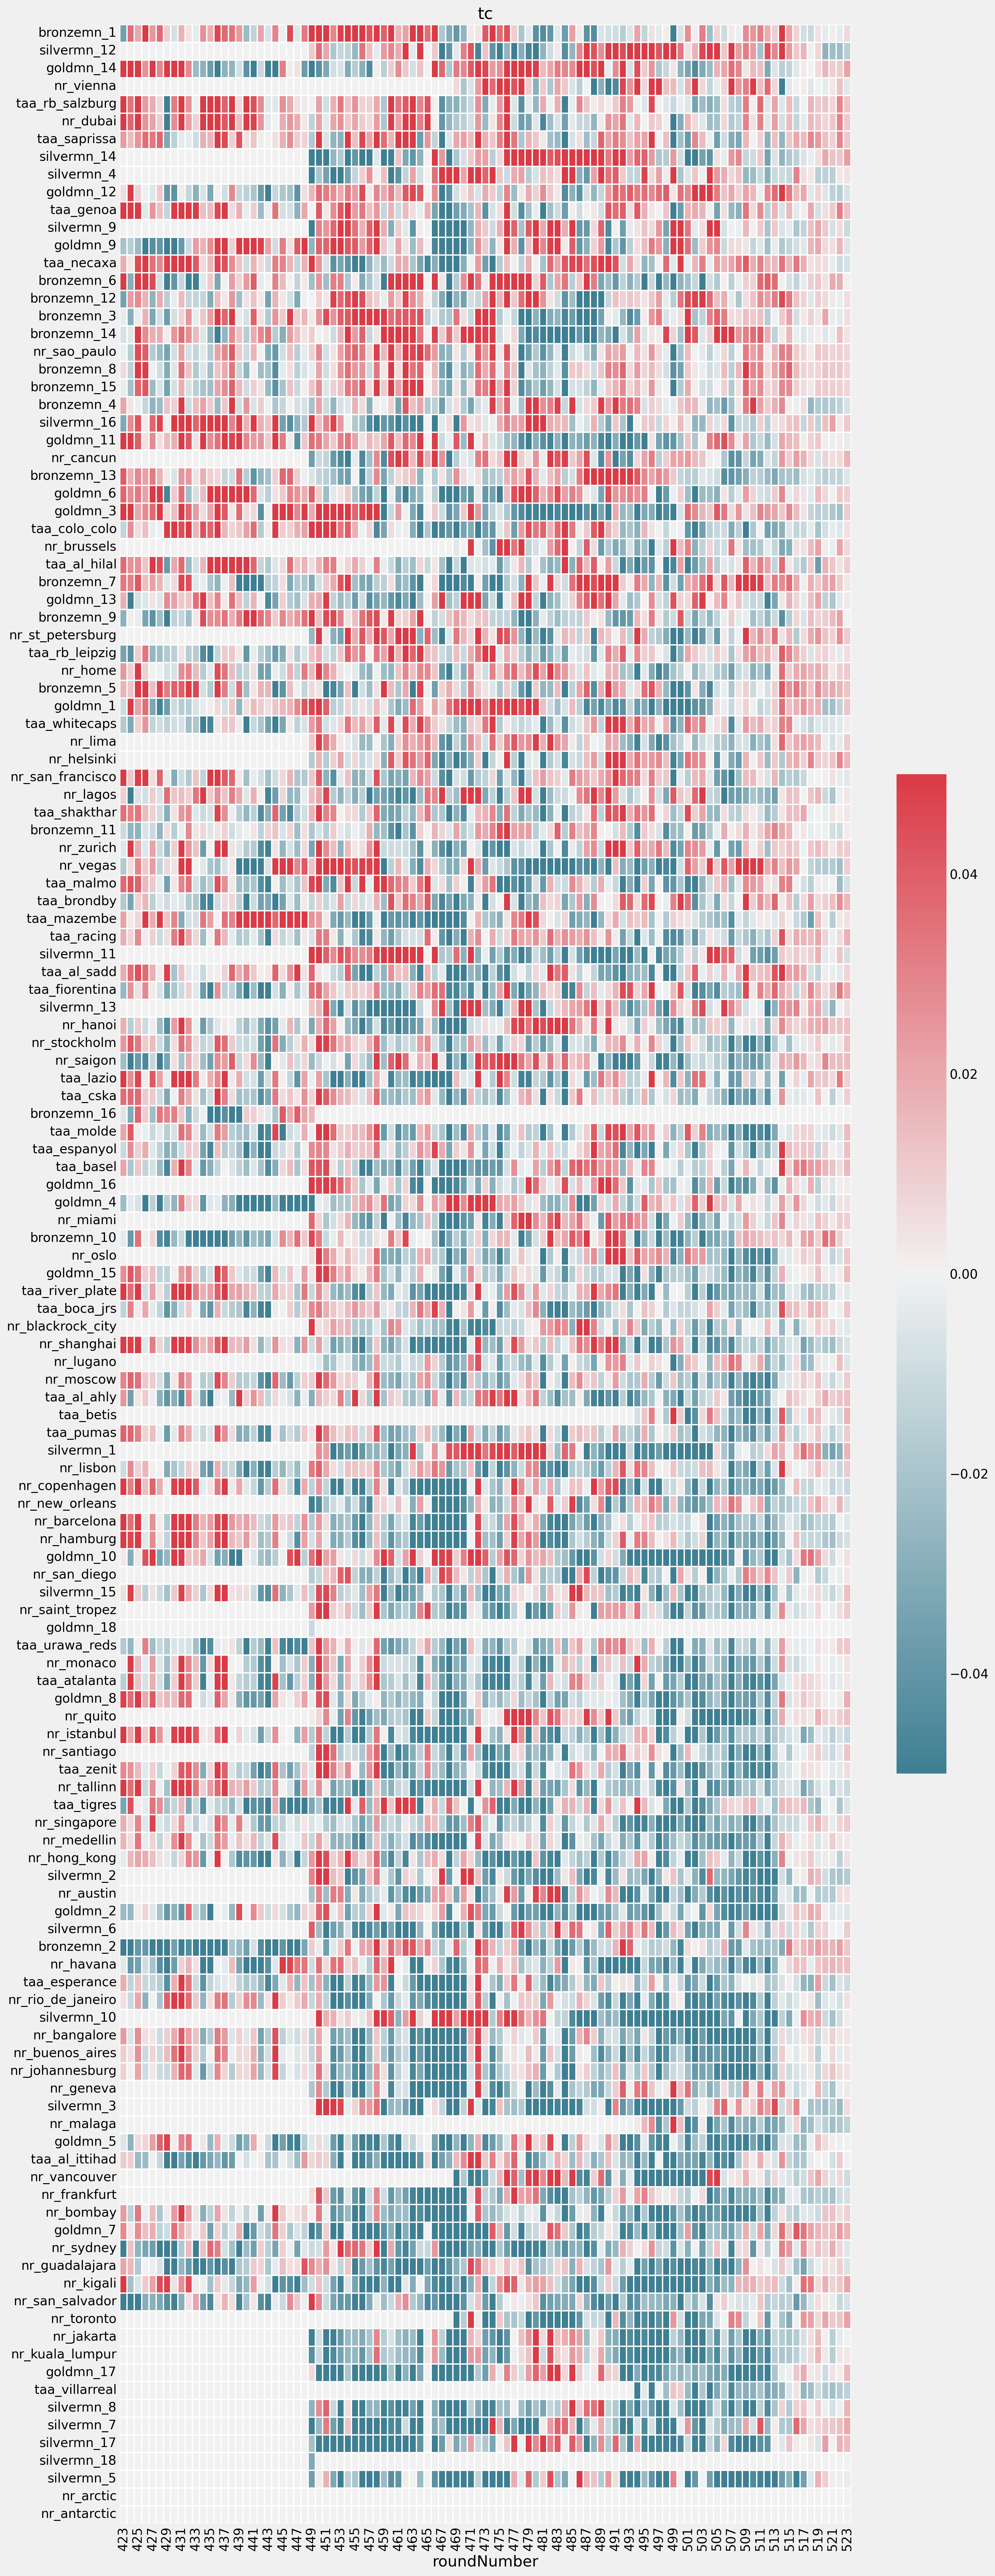 tc
bronzemn_1
silvermn_12
goldmn_14
nr_vienna
taa_rb_salzburg
nr_dubai
taa_saprissa
silvermn_14
silvermn_4
goldmn_12
taa_genoa
silvermn_9
goldmn_9
taa_necaxa
bronzemn_6
bronzemn_12
bronzemn_3
bronzemn_14
nr_sao_paulo
bronzemn_8
bronzemn_15
bronzemn_4
silvermn_16
goldmn_11
nr_cancun
bronzemn_13
goldmn_6
goldmn_3
taa_colo_colo
nr_brussels
taa_al_hilal
bronzemn_7
goldmn_13
bronzemn_9
nr_st_petersburg
taa_rb_leipzig
nr_home
bronzemn_5
goldmn_1
taa_whitecaps
nr_lima
nr_helsinki
nr_san_francisco
nr_lagos
taa_shakthar
bronzemn_11
nr_zurich
nr_vegas
taa_malmo
taa_brondby
taa_mazembe
taa_racing
silvermn_11
taa_al_sadd
taa_fiorentina
silvermn_13
nr_hanoi
nr_stockholm
nr_saigon
taa_lazio
taa_cska
bronzemn_16
taa_molde
taa_espanyol
taa_basel
goldmn_16
goldmn_4
nr_miami
bronzemn_10
nr_oslo
goldmn_15
taa_river_plate
taa_boca_jrs
nr_blackrock_city
nr_shanghai
nr_lugano
nr_moscow
taa_al_ahly
taa_betis
taa_pumas
silvermn_1
nr_lisbon
nr_copenhagen
nr_new_orleans
nr_barcelona
nr_hamburg
goldmn_10
nr_san_diego
silvermn_15
nr_saint_tropez
goldmn_18
taa_urawa_reds
nr_monaco
taa_atalanta
goldmn_8
nr_quito
nr_istanbul
nr_santiago
taa_zenit
nr_tallinn
taa_tigres
nr_singapore
nr_medellin
nr_hong_kong
silvermn_2
nr_austin
goldmn_2
silvermn_6
bronzemn_2
nr_havana
taa_esperance
nr_rio_de_janeiro
silvermn_10
nr_bangalore
nr_buenos_aires
nr_johannesburg
nr_geneva
silvermn_3
nr_malaga
goldmn_5
taa_al_ittihad
nr_vancouver
nr_frankfurt
nr_bombay
goldmn_7
nr_sydney
nr_guadalajara
nr_kigali
nr_san_salvador
nr_toronto
nr_jakarta
nr_kuala_lumpur
goldmn_17
taa_villarreal
silvermn_8
silvermn_7
silvermn_17
silvermn_18
silvermn_5
nr_arctic
nr_antarctic
423 425 427 429 431 433 435 437 439 441 443 445 447 449 451 453 455 457 459 461 463 465 467 469 471 473 475 477 479 481 483 485 487 489 491 493 495 497 499 501 503 505 507 509 511 513 515 517 519 521 523
roundNumber
0.04
0.02
0.00
−0.02
−0.04